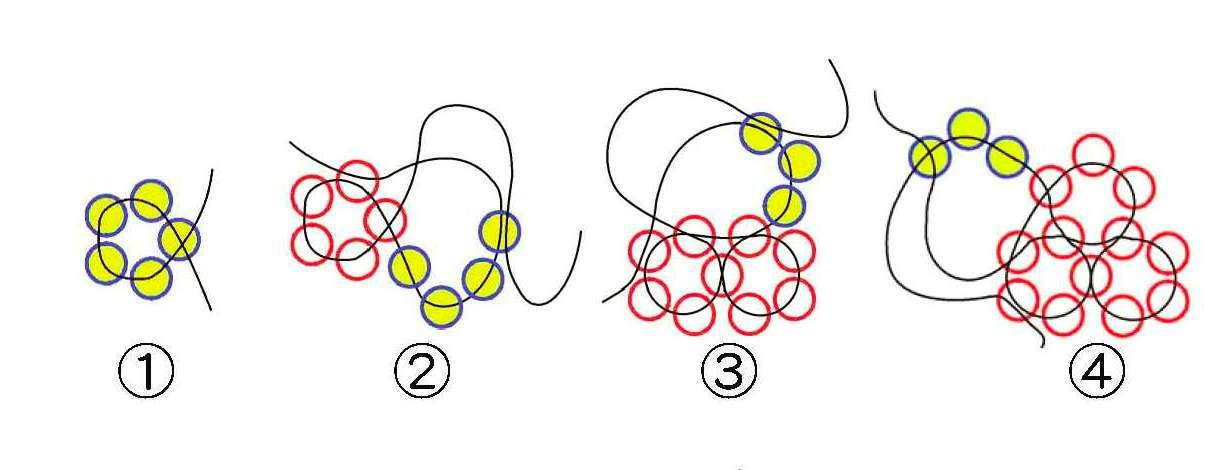 ① ② ③ ④